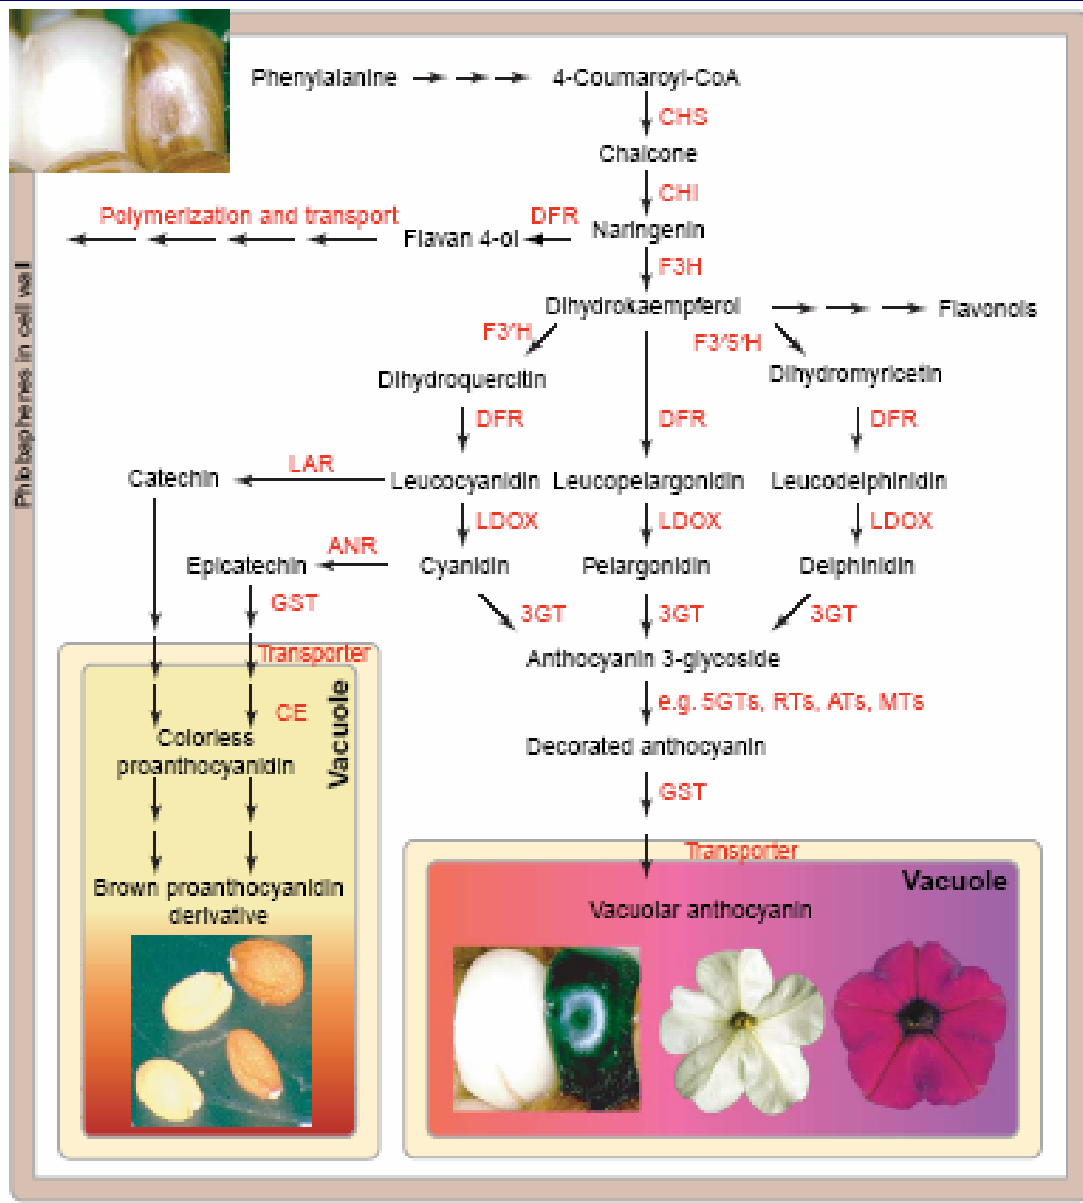 Phenylalanine 4-Coumaroyl-CoA
CHS
Chalcone
CHI
Polymerization and transport DFR
Flavan 4-ol Naringenin
F3H
Dihydrokaempferol Flavonols
F3'H F3'5'H
Dihydroquercitin Dihydromyricetin
DFR DFR DFR
Catechin LAR Leucocyanidin Leucopelargonidin Leucodelphinidin
LDOX LDOX LDOX
Epicatechin ANR Cyanidin Pelargonidin Delphinidin
GST 3GT 3GT 3GT
Transporter Anthocyanin 3-glycoside
CE e.g. 5GTs, RTs, ATs, MTs
Colorless
proanthocyanidin
Vacuole
Decorated anthocyanin
GST
Transporter
Brown proanthocyanidin
derivative
Vacuole
Vacuolar anthocyanin
Phlobaphenes in cell wall